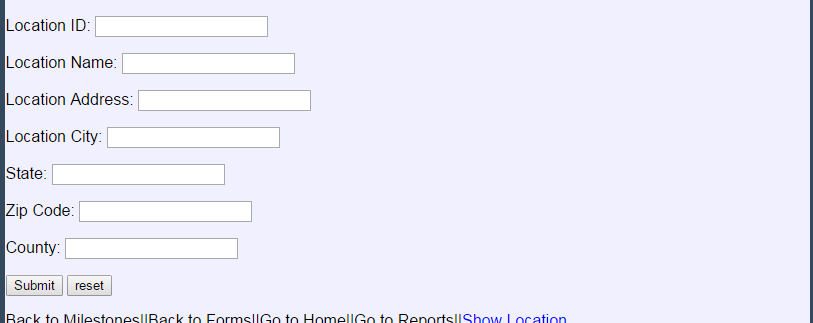 Location ID:
Location Name:
Location Address:
Location City:
State:
Zip Code:
County:
Submit reset
Back to Milestones||Back to Forms||Go to Home||Go to Reports||Show Location